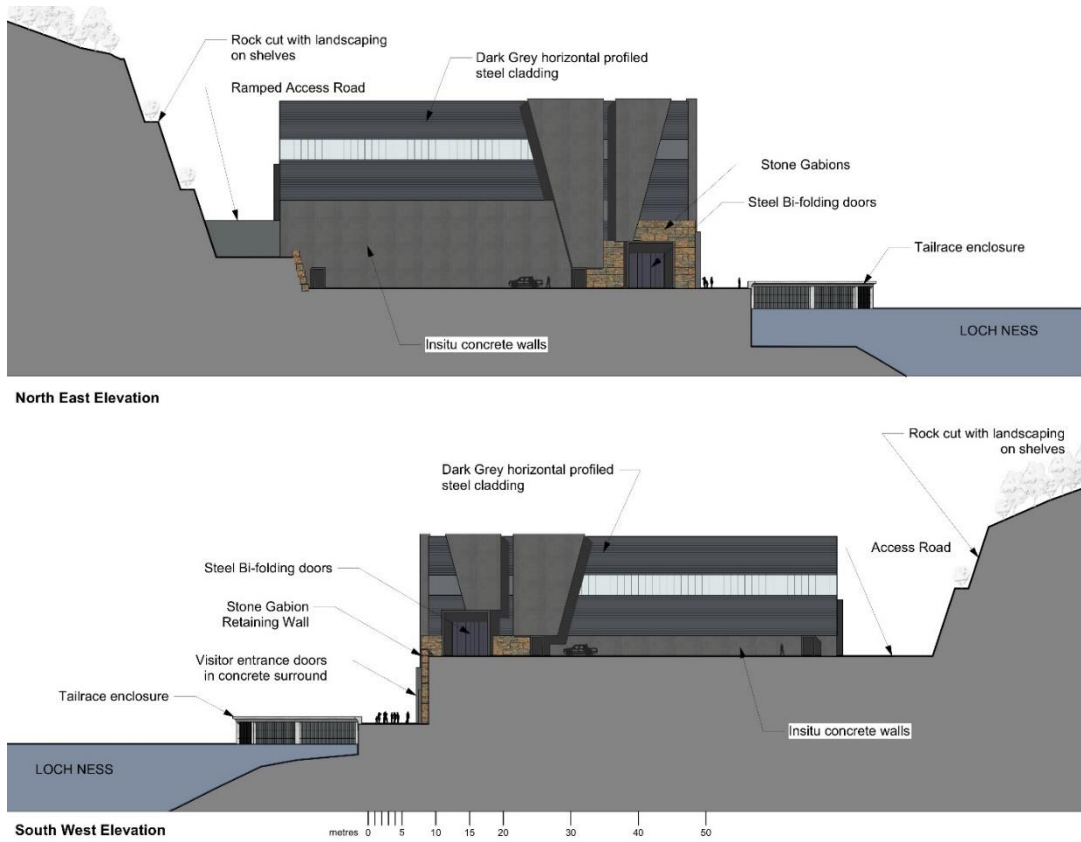 Rock cut with landscaping
on shelves
Dark Grey horizontal profiled
steel cladding
Ramped Access Road
Stone Gabions
Steel Bi-folding doors
Tailrace enclosure
LOCH NESS
Insitu concrete walls
North East Elevation
Rock cut with landscaping
on shelves
Dark Grey horizontal profiled
steel cladding
Access Road
Steel Bi-folding doors
Stone Gabion
Retaining Wall
Visitor entrance doors
in concrete surround
Tailrace enclosure
Insitu concrete walls
LOCH NESS
South West Elevation
metres 0 5 10 15 20 30 40 50